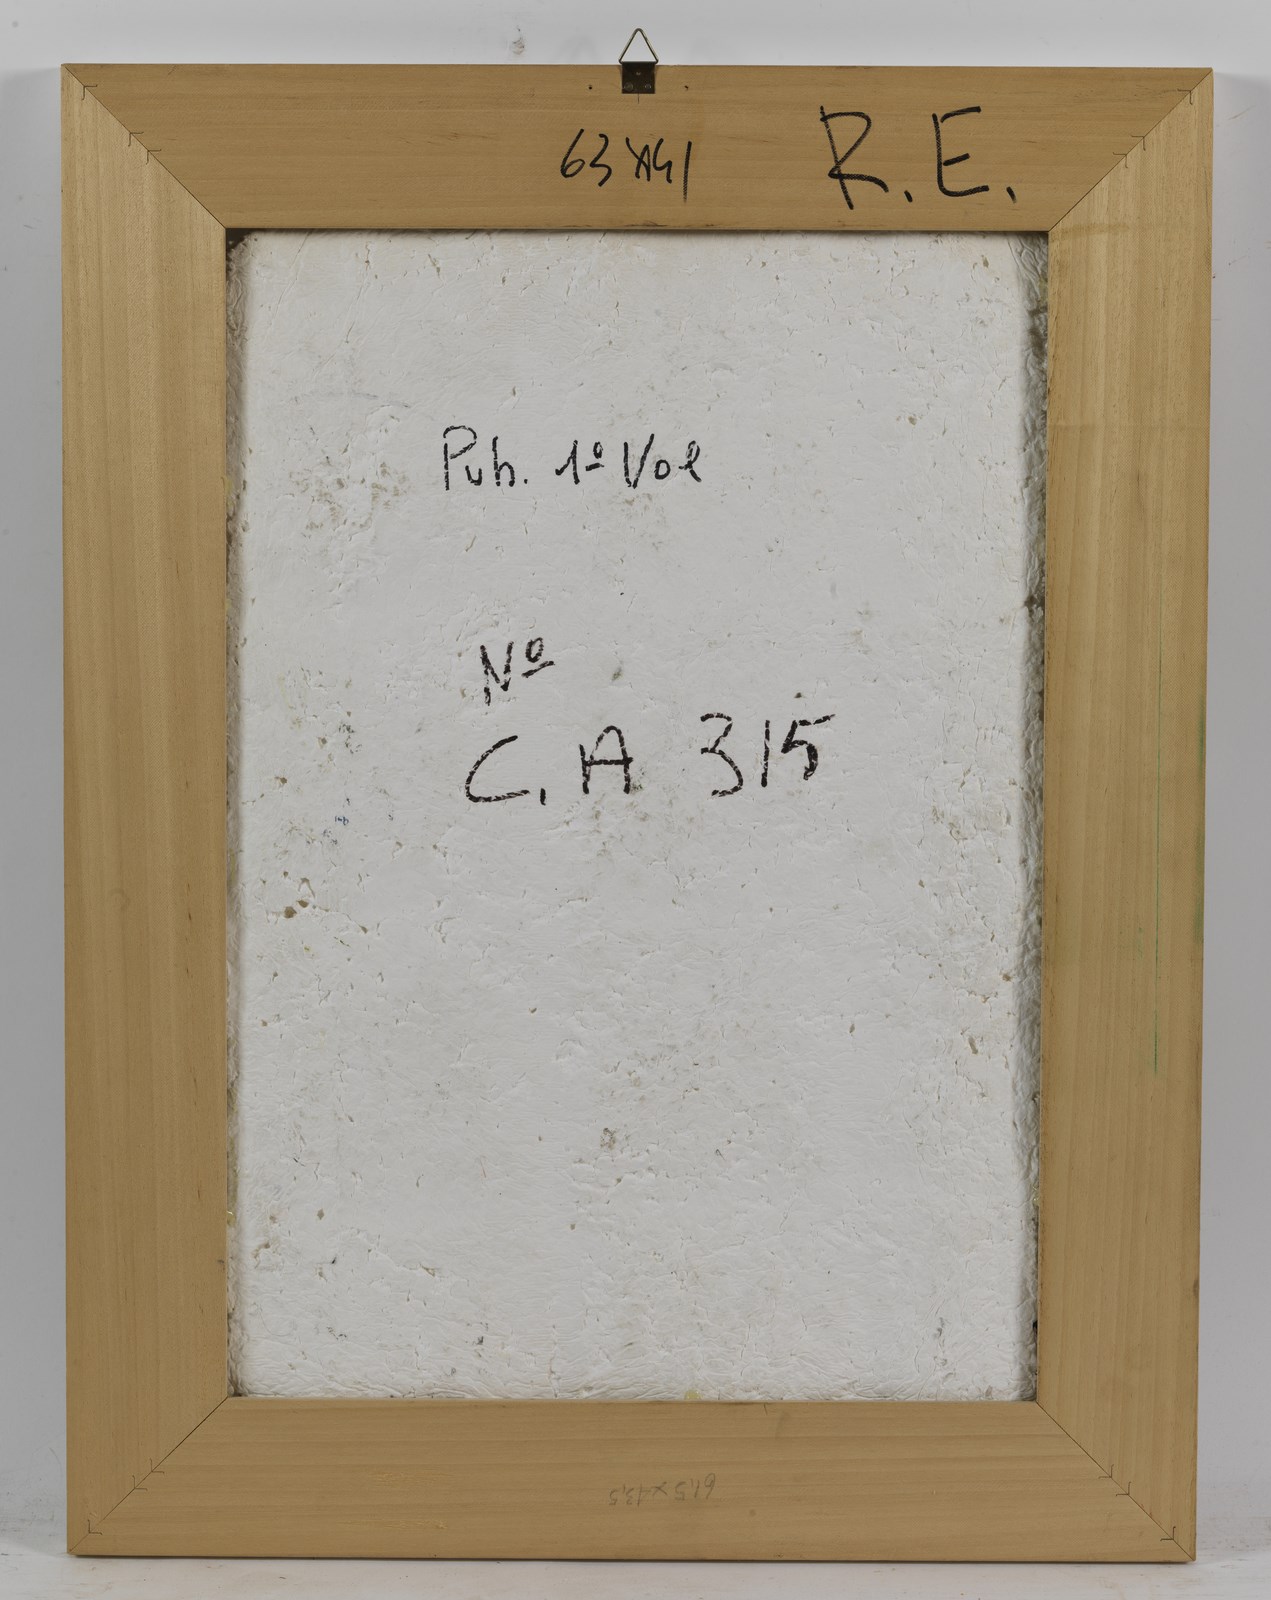 63x41 R.E.
Pub. 1º Vol
Nº
C.A 315
61,5x43,5